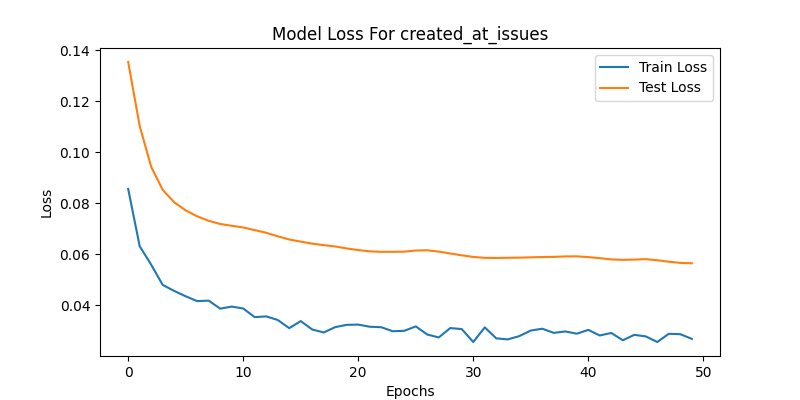 Model Loss For created_at_issues
Train Loss
Test Loss
0.14
0.12
0.10
0.08
0.06
0.04
Loss
0 10 20 30 40 50
Epochs